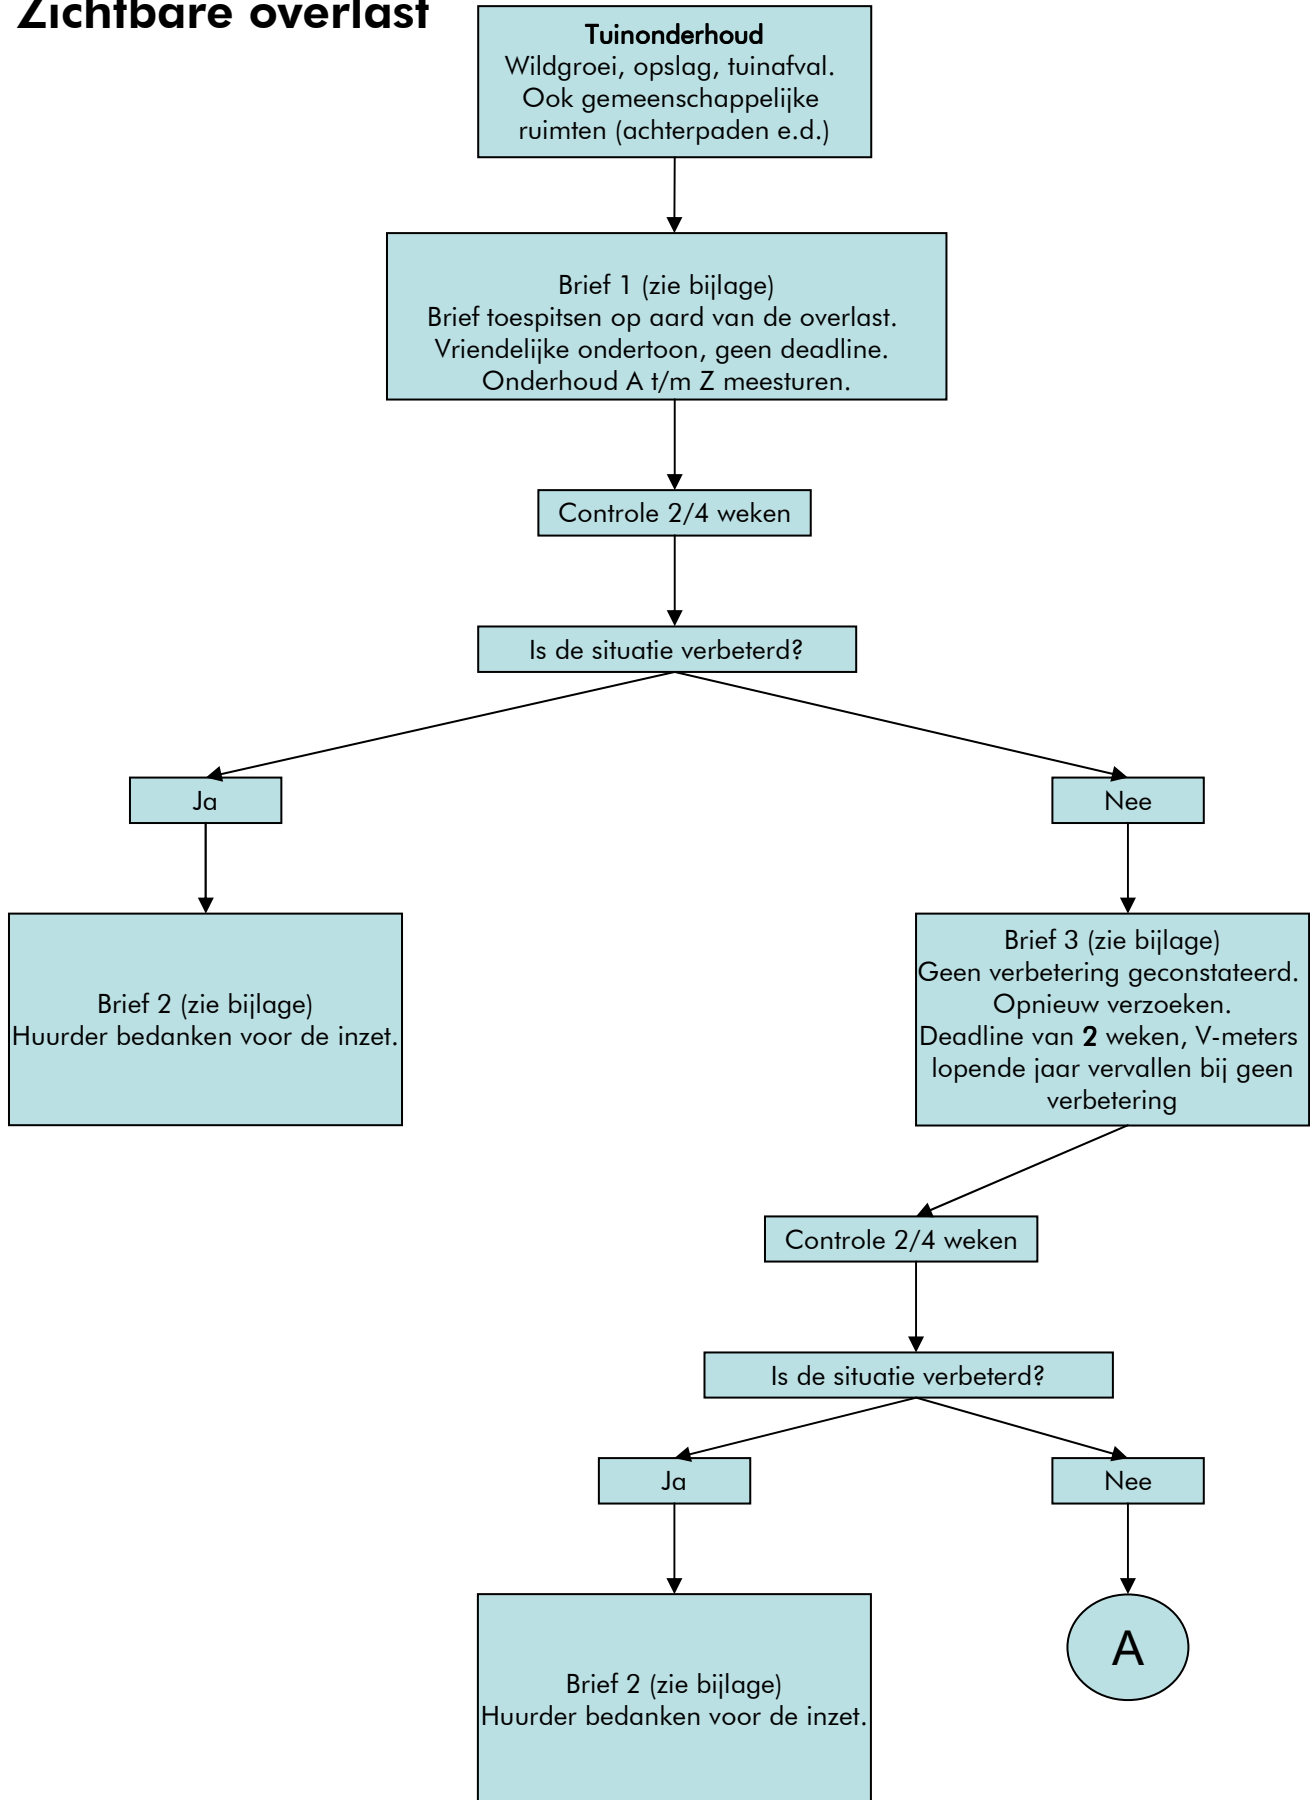 Zichtbare overlast
Tuinonderhoud
Wildgroei, opslag, tuinafval.
Ook gemeenschappelijke
ruimten (achterpaden e.d.)
Brief 1 (zie bijlage)
Brief toespitsen op aard van de overlast.
Vriendelijke ondertoon, geen deadline.
Onderhoud A t/m Z meesturen.
Controle 2/4 weken
Is de situatie verbeterd?
Ja
Nee
Brief 2 (zie bijlage)
Huurder bedanken voor de inzet.
Brief 3 (zie bijlage)
Geen verbetering geconstateerd.
Opnieuw verzoeken.
Deadline van 2 weken, V-meters
lopende jaar vervallen bij geen
verbetering
Controle 2/4 weken
Is de situatie verbeterd?
Ja
Nee
Brief 2 (zie bijlage)
Huurder bedanken voor de inzet.
A